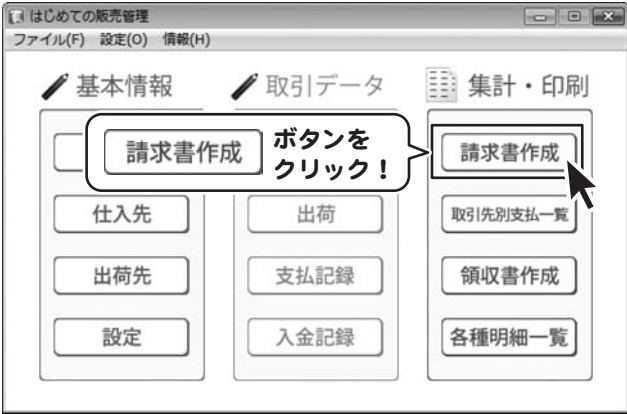 はじめての販売管理
ファイル(F) 設定(O) 情報(H)
基本情報
取引データ
集計・印刷
請求書作成
ボタンを
クリック！
請求書作成
仕入先
出荷
取引先別支払一覧
出荷先
支払記録
領収書作成
設定
入金記録
各種明細一覧